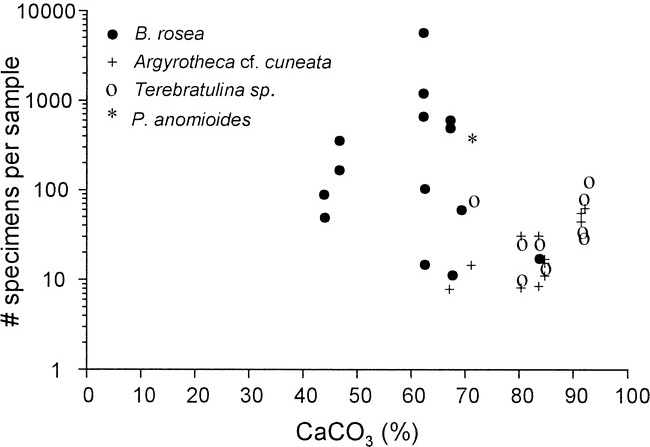 10000
1000
100
10
1
# specimens per sample
● B. rosea
+ Argyrotheca cf. cuneata
o Terebratulina sp.
* P. anomioides
0 10 20 30 40 50 60 70 80 90 100
CaCO₃ (%)